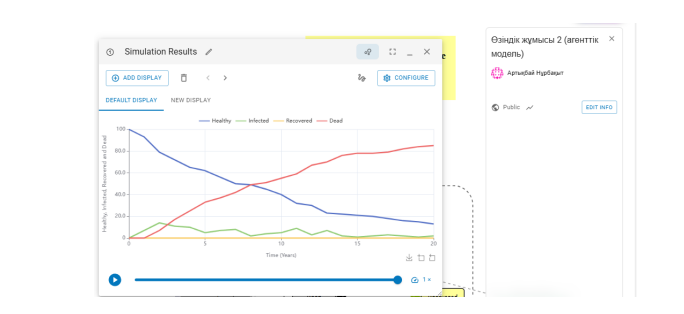 Simulation Results
ADD DISPLAY
CONFIGURE
DEFAULT DISPLAY NEW DISPLAY
Healthy Infected Recovered Dead
Healthy, Infected, Recovered and Dead
100
80.0
60.0
40.0
20.0
0
0 5 10 15 20
Time (Years)
1 ×
Өзіндік жұмысы 2 (агенттік
модель)
Артықбай Нұрбақыт
Public
EDIT INFO